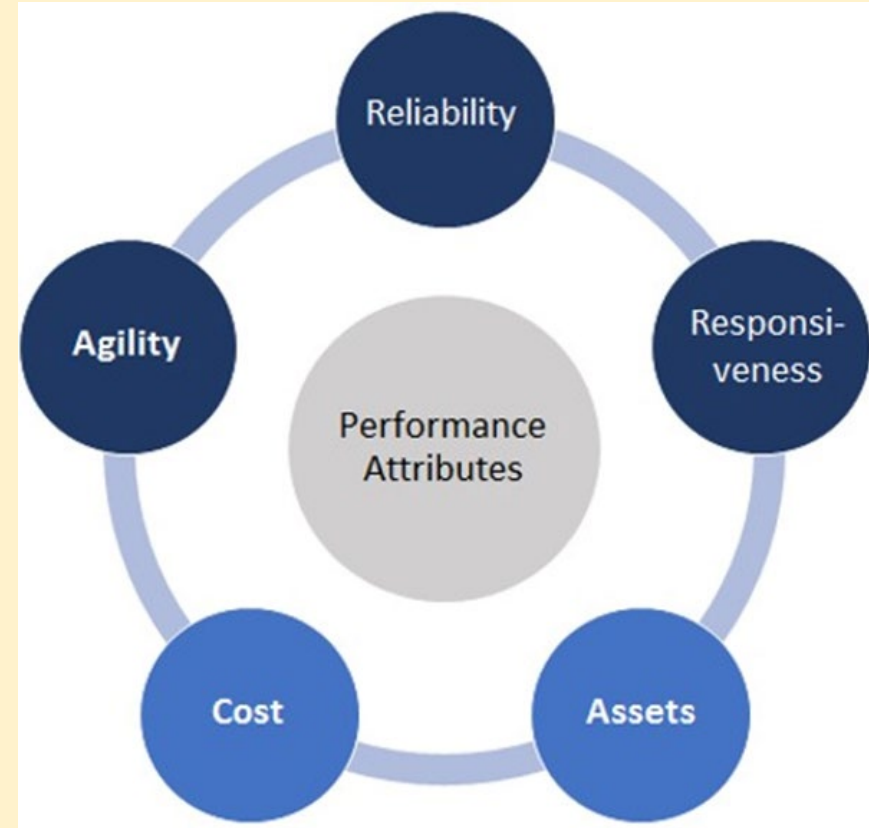 Reliability
Responsi-
veness
Agility
Performance
Attributes
Cost
Assets